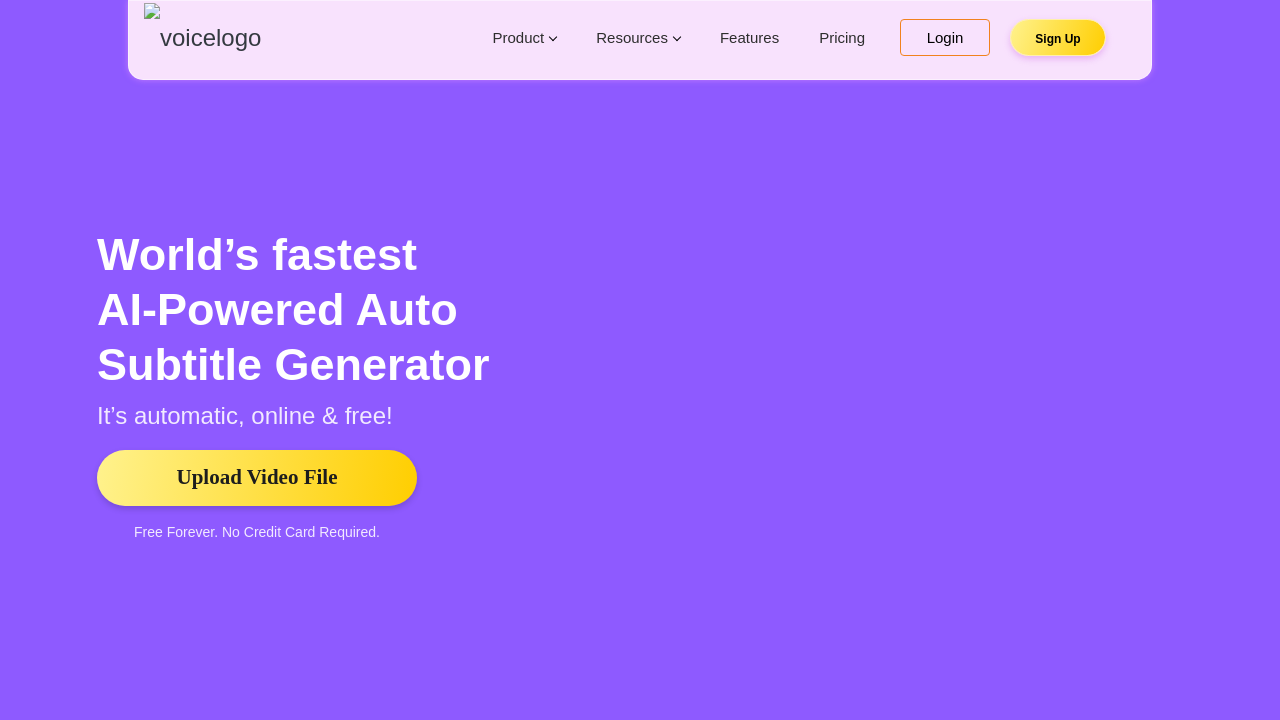 voicelogo
Product
Resources
Features
Pricing
Login
Sign Up
World’s fastest
AI-Powered Auto
Subtitle Generator
It’s automatic, online & free!
Upload Video File
Free Forever. No Credit Card Required.